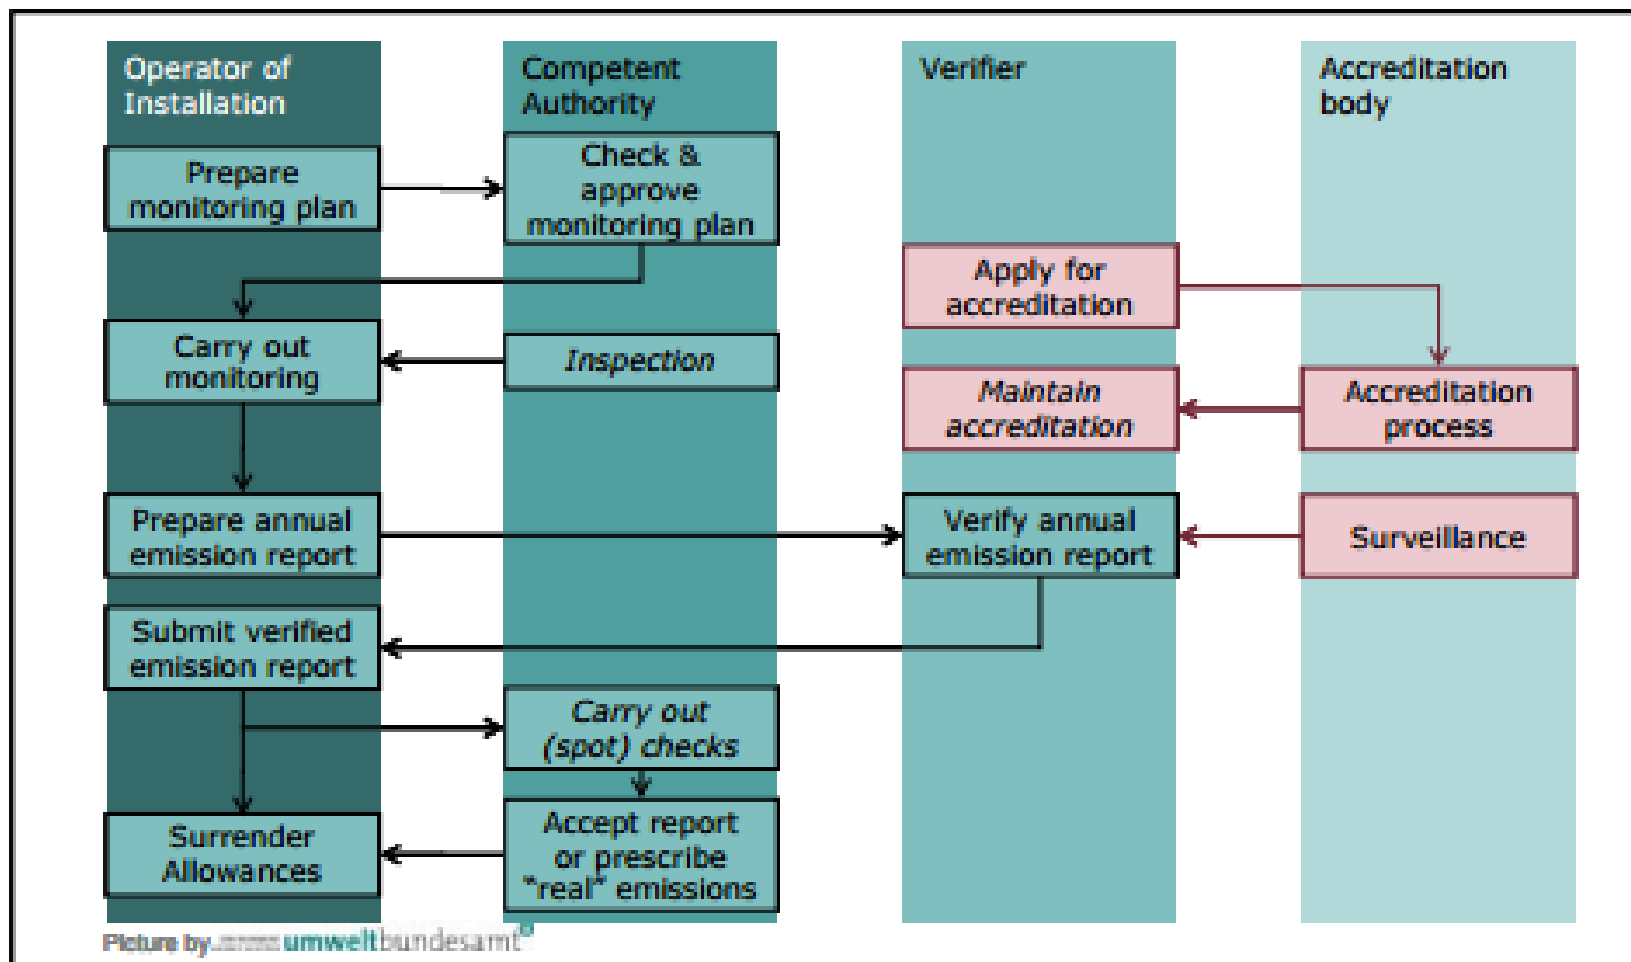 Operator of
Installation
Competent
Authority
Verifier
Accreditation
body
Prepare
monitoring plan
Check &
approve
monitoring plan
Apply for
accreditation
Carry out
monitoring
Inspection
Maintain
accreditation
Accreditation
process
Prepare annual
emission report
Verify annual
emission report
Surveillance
Submit verified
emission report
Carry out
(spot) checks
Surrender
Allowances
Accept report
or prescribe
"real" emissions
Picture by umweltbundesamt